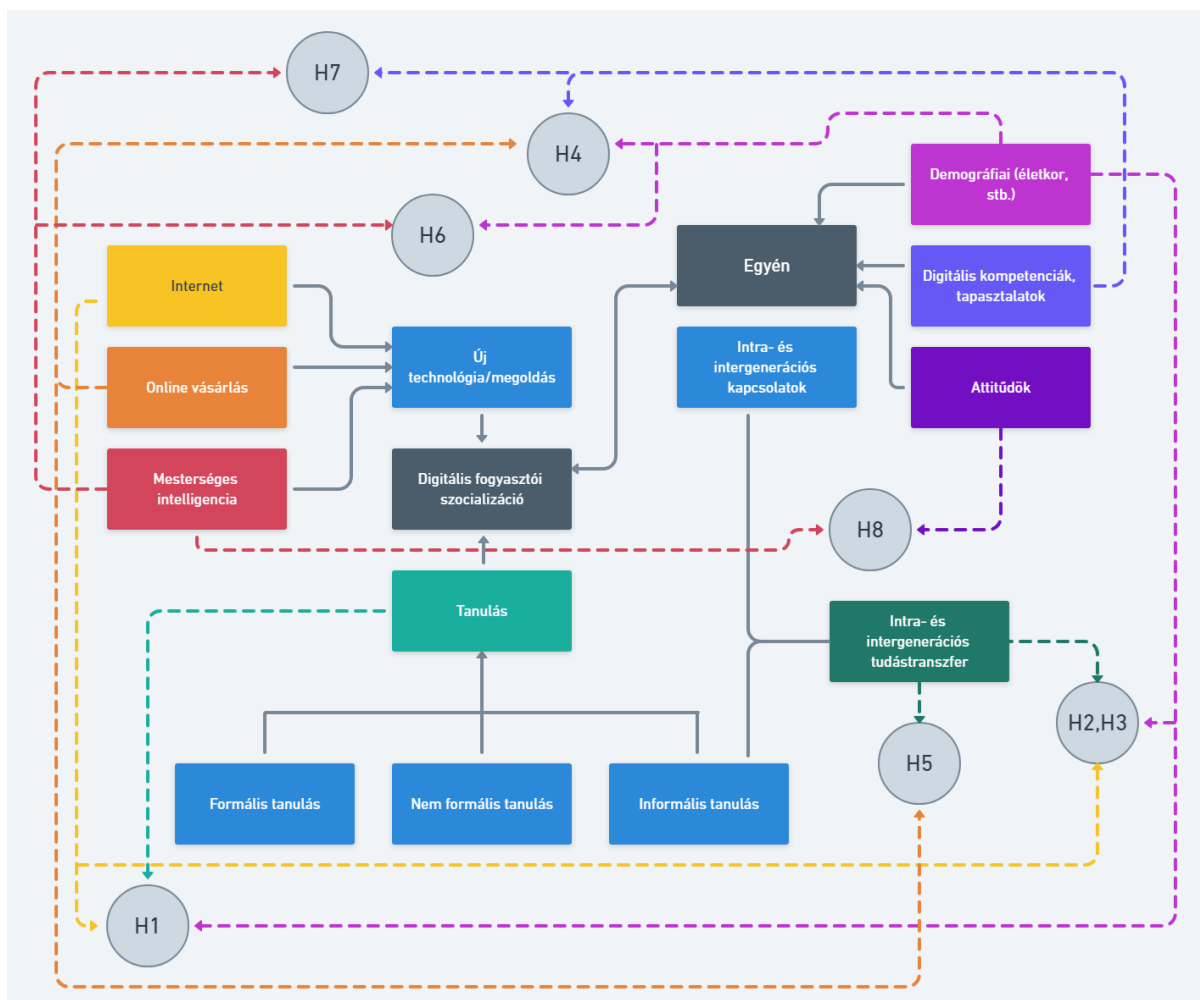 H7
H4
Demográfiai (életkor,
stb.)
H6
Egyén
Internet
Digitális kompetenciák,
tapasztalatok
Új
technológia/megoldás
Intra- és
intergenerációs
kapcsolatok
Online vásárlás
Attitűdök
Mesterséges
intelligencia
Digitális fogyasztói
szocializáció
H8
Tanulás
Intra- és
intergenerációs
tudástranszfer
H2,H3
H5
Formális tanulás
Nem formális tanulás
Informális tanulás
H1